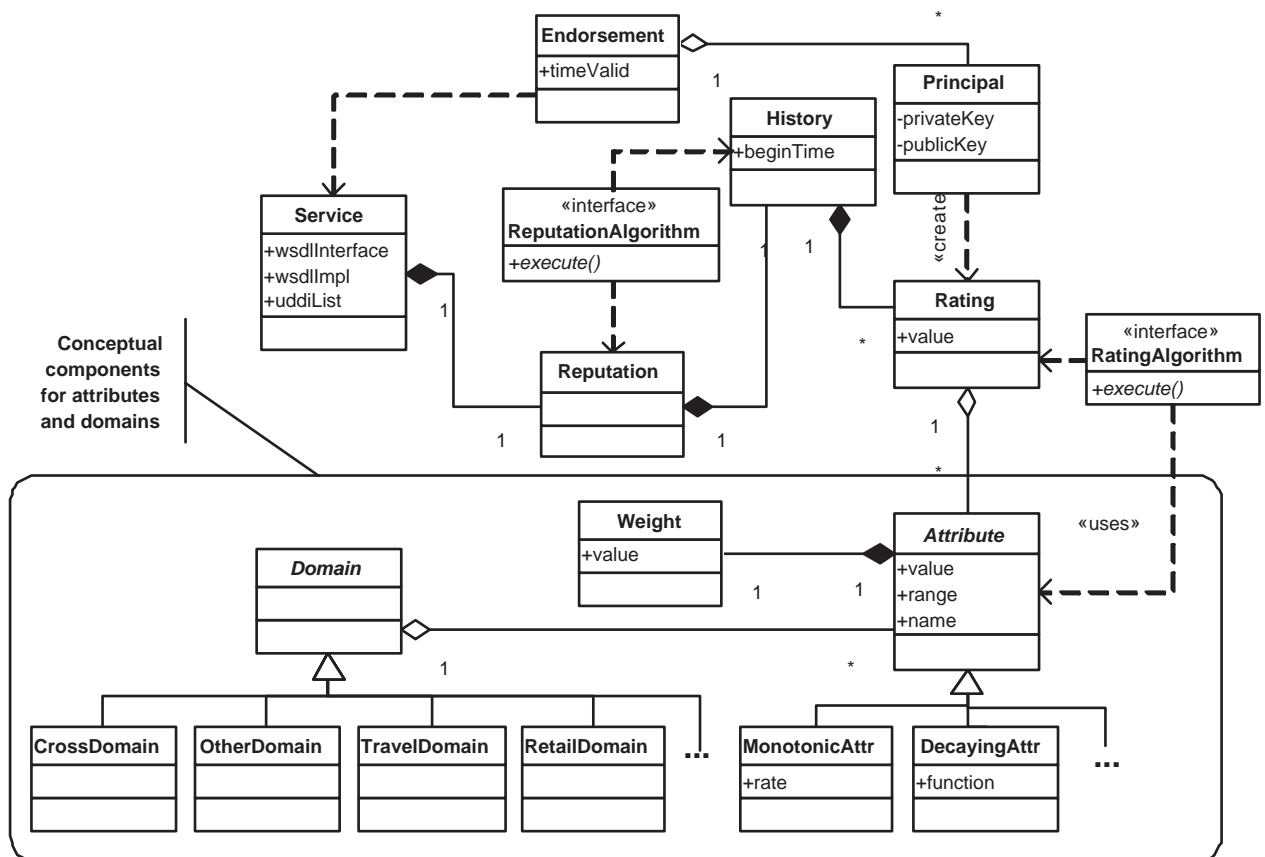 *
Endorsement
+timeValid
1
Principal
-privateKey
-publicKey
History
+beginTime
«interface»
ReputationAlgorithm
+execute()
Service
+wsdlInterface
+wsdlImpl
+uddiList
1
1
1
«create
Rating
+value
*
«interface»
RatingAlgorithm
+execute()
Conceptual
components
for attributes
and domains
Reputation
1
1
1
*
Weight
+value
1
1
Attribute
+value
+range
+name
«uses»
Domain
1
*
CrossDomain
OtherDomain
TravelDomain
RetailDomain
...
MonotonicAttr
+rate
DecayingAttr
+function
...